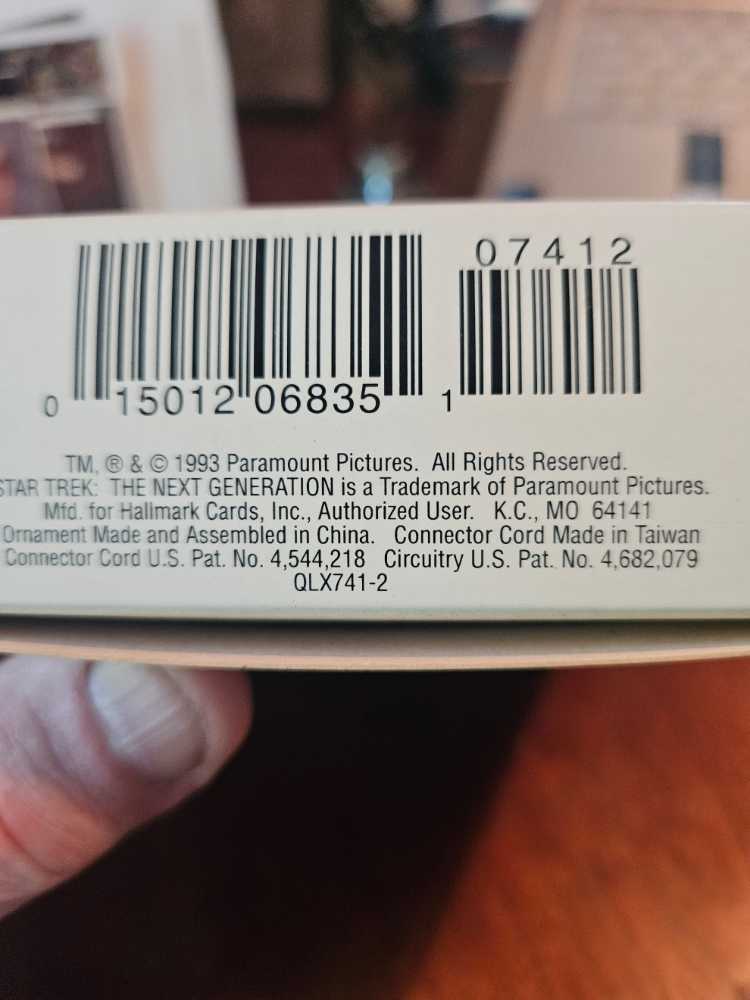 07412
0 15012 06835 1
TM, ® & © 1993 Paramount Pictures. All Rights Reserved.
STAR TREK: THE NEXT GENERATION is a Trademark of Paramount Pictures.
Mfd. for Hallmark Cards, Inc., Authorized User. K.C., MO 64141
Ornament Made and Assembled in China. Connector Cord Made in Taiwan
Connector Cord U.S. Pat. No. 4,544,218 Circuitry U.S. Pat. No. 4,682,079
QLX741-2